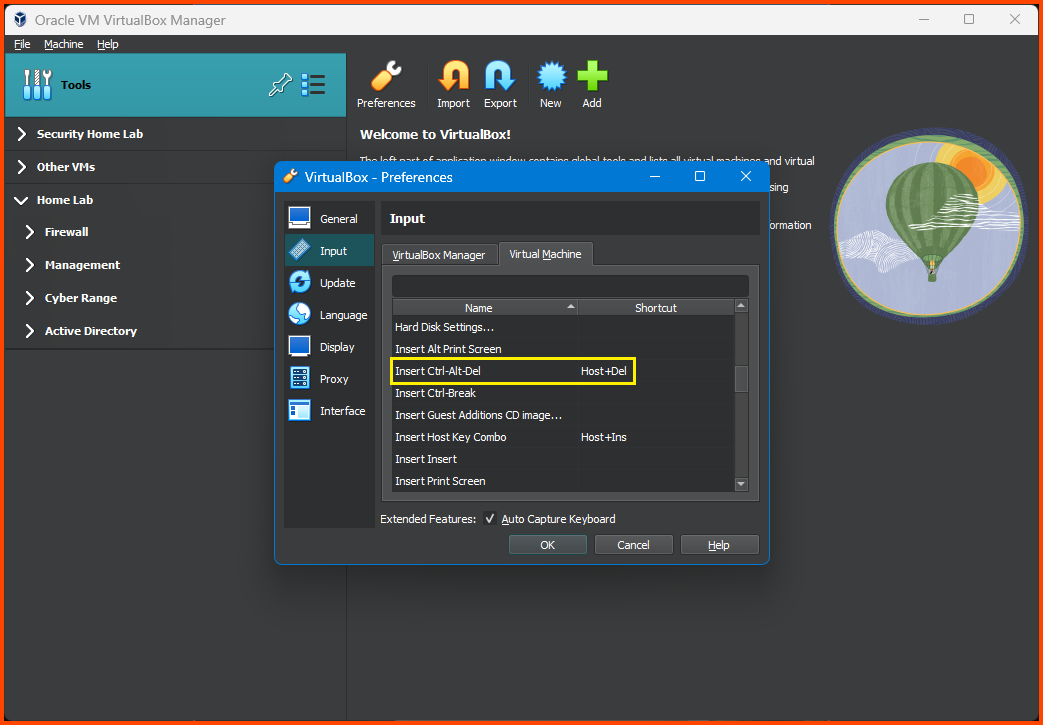 Oracle VM VirtualBox Manager
File Machine Help
Tools
Security Home Lab
Other VMs
Home Lab
Firewall
Management
Cyber Range
Active Directory
Preferences Import Export New Add
Welcome to VirtualBox!
The left part of application window contains global tools and lists all virtual machines and virtual
VirtualBox - Preferences
General
Input
Update
Language
Display
Proxy
Interface
Input
VirtualBox Manager Virtual Machine
Name Shortcut
Hard Disk Settings...
Insert Alt Print Screen
Insert Ctrl-Alt-Del Host+Del
Insert Ctrl-Break
Insert Guest Additions CD image...
Insert Host Key Combo Host+Ins
Insert Insert
Insert Print Screen
Extended Features: Auto Capture Keyboard
OK Cancel Help